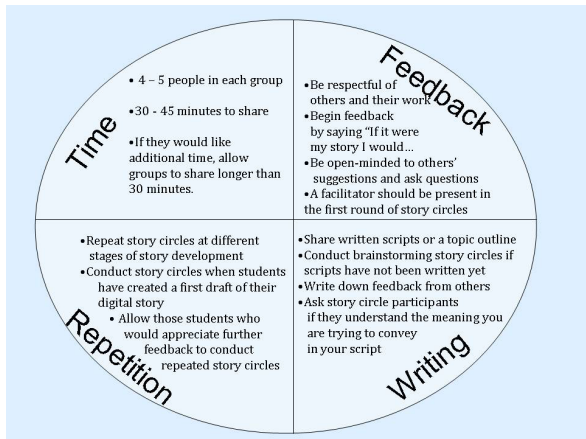 Time
• 4 – 5 people in each group
•30 - 45 minutes to share
•If they would like
additional time, allow
groups to share longer than
30 minutes.
Feedback
•Be respectful of
others and their work
•Begin feedback
by saying “If it were
my story I would…
•Be open-minded to others’
suggestions and ask questions
•A facilitator should be present in
the first round of story circles
Repetition
•Repeat story circles at different
stages of story development
•Conduct story circles when students
have created a first draft of their
digital story
• Allow those students who
would appreciate further
feedback to conduct
repeated story circles
Writing
•Share written scripts or a topic outline
•Conduct brainstorming story circles if
scripts have not been written yet
•Write down feedback from others
•Ask story circle participants
if they understand the meaning you
are trying to convey
in your script